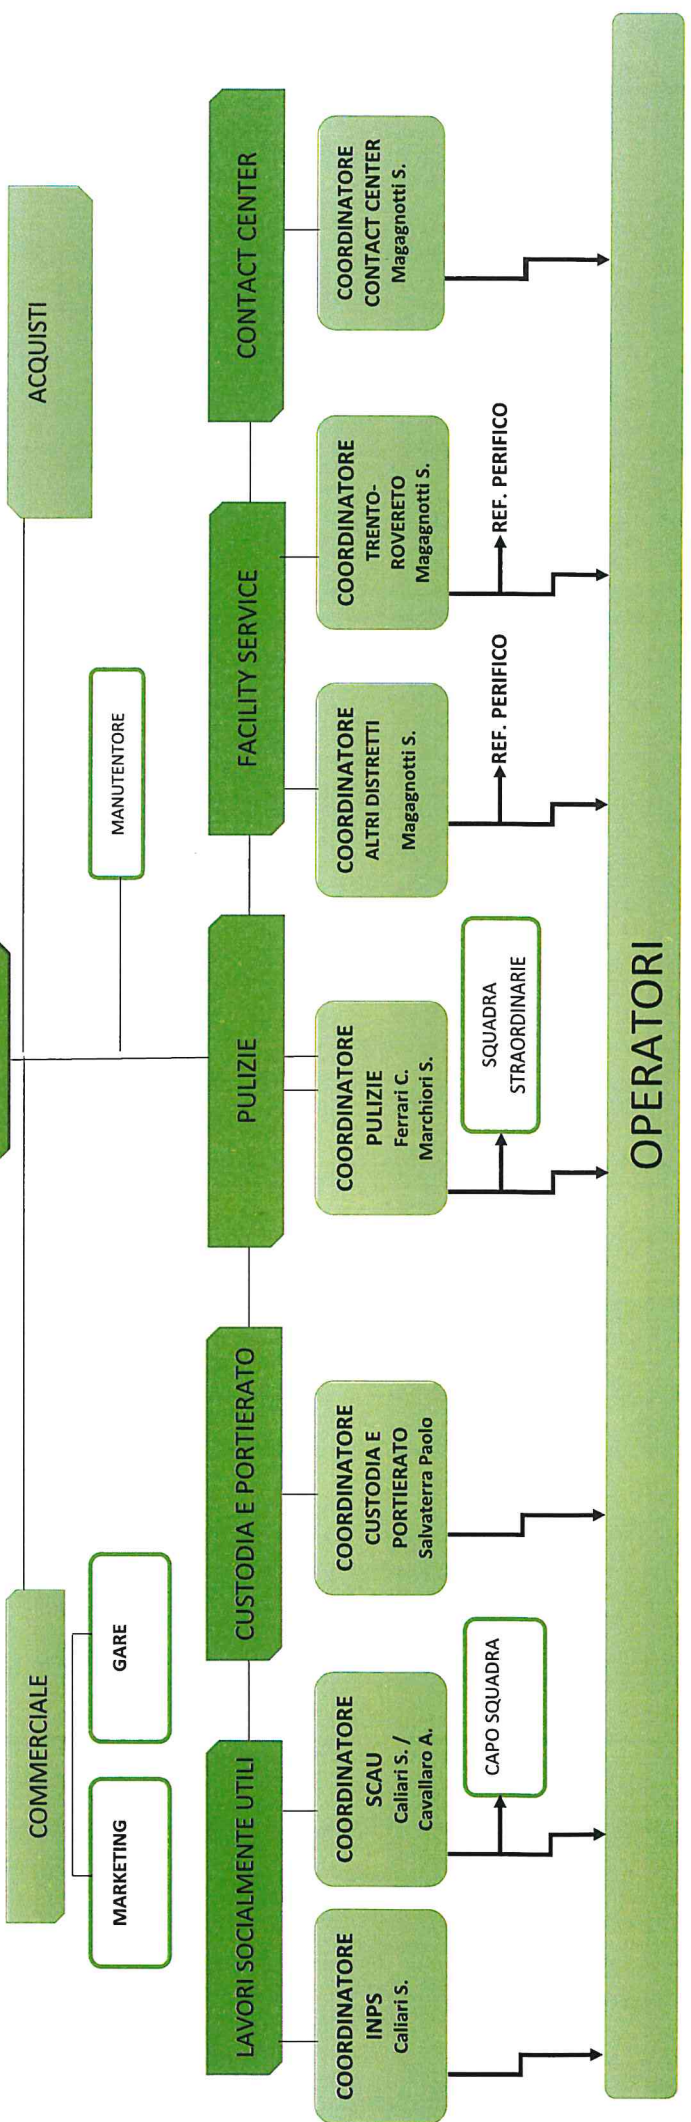 COMMERCIALE
ACQUISTI
MARKETING
GARE
MANUTENTORE
LAVORI SOCIALMENTE UTILI
CUSTODIA E PORTIERATO
PULIZIE
FACILITY SERVICE
CONTACT CENTER
COORDINATORE
INPS
Caliari S.
COORDINATORE
SCAU
Caliari S. /
Cavallaro A.
COORDINATORE
CUSTODIA E
PORTIERATO
Salvaterra Paolo
COORDINATORE
PULIZIE
Ferrari C.
Marchiori S.
COORDINATORE
ALTRI DISTRETTI
Magagnotti S.
COORDINATORE
TRENTO-
ROVERETO
Magagnotti S.
COORDINATORE
CONTACT CENTER
Magagnotti S.
CAPO SQUADRA
SQUADRA
STRAORDINARIE
REF. PERIFICO
REF. PERIFICO
OPERATORI